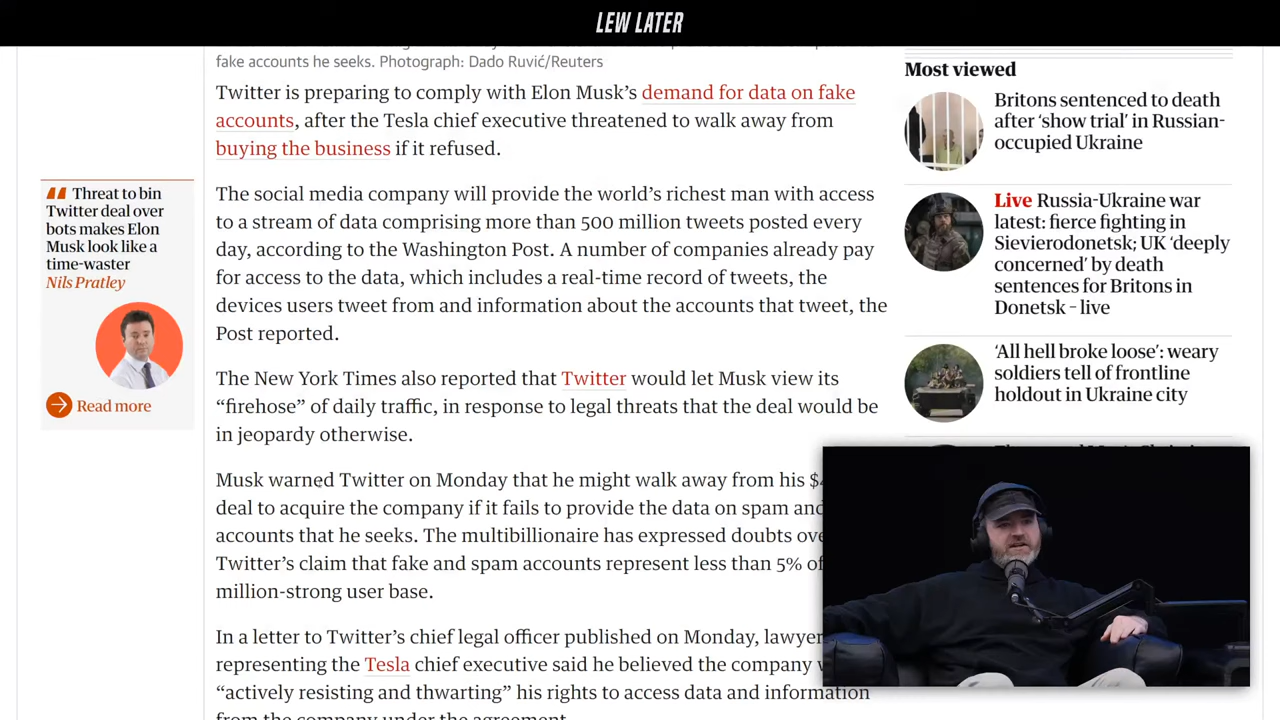 LEW LATER
fake accounts he seeks. Photograph: Dado Ruvić/Reuters
Twitter is preparing to comply with Elon Musk’s demand for data on fake
accounts, after the Tesla chief executive threatened to walk away from
buying the business if it refused.
The social media company will provide the world’s richest man with access
to a stream of data comprising more than 500 million tweets posted every
day, according to the Washington Post. A number of companies already pay
for access to the data, which includes a real-time record of tweets, the
devices users tweet from and information about the accounts that tweet, the
Post reported.
The New York Times also reported that Twitter would let Musk view its
“firehose” of daily traffic, in response to legal threats that the deal would be
in jeopardy otherwise.
Musk warned Twitter on Monday that he might walk away from his
deal to acquire the company if it fails to provide the data on spam and
accounts that he seeks. The multibillionaire has expressed doubts
Twitter’s claim that fake and spam accounts represent less than 5% of
million-strong user base.
In a letter to Twitter’s chief legal officer published on Monday,
representing the Tesla chief executive said he believed the company
“actively resisting and thwarting” his rights to access data and information
from the company under the agreement.
Threat to bin
Twitter deal over
bots makes Elon
Musk look like a
time-waster
Nils Pratley
Read more
Most viewed
Britons sentenced to death
after ‘show trial’ in Russian-
occupied Ukraine
Live Russia-Ukraine war
latest: fierce fighting in
Sievierodonetsk; UK ‘deeply
concerned’ by death
sentences for Britons in
Donetsk – live
‘All hell broke loose’: weary
soldiers tell of frontline
holdout in Ukraine city